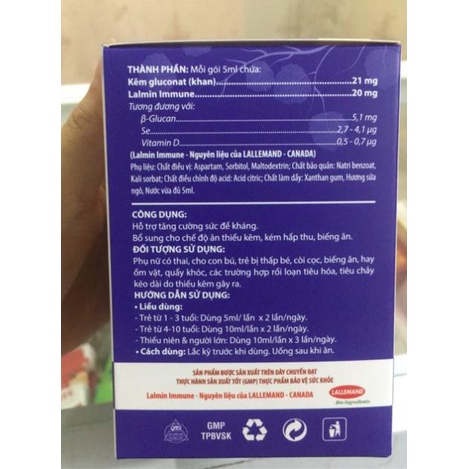 THÀNH PHẦN: Mỗi gói 5ml chứa:
Kẽm gluconat (khan) 21 mg
Lalmin Immune 20 mg
Tương đương với:
β-Glucan 5,1 mg
Se 2,7 - 4,1 µg
Vitamin D 0,5 - 0,7 µg
(Lalmin Immune - Nguyên liệu của LALLEMAND - CANADA)
Phụ liệu: Chất điều vị: Aspartam, Sorbitol, Maltodextrin; Chất bảo quản: Natri benzoat,
Kali sorbat; Chất điều chỉnh độ acid: Acid citric; Chất làm dầy: Xanthan gum, Hương sữa
ngô, Nước vừa đủ 5ml.
CÔNG DỤNG:
Hỗ trợ tăng cường sức đề kháng.
Bổ sung cho chế độ ăn thiếu kẽm, kém hấp thu, biếng ăn.
ĐỐI TƯỢNG SỬ DỤNG:
Phụ nữ có thai, cho con bú, trẻ bị thấp bé, còi cọc, biếng ăn, hay
ốm vặt, quấy khóc, các trường hợp rối loạn tiêu hóa, tiêu chảy
kéo dài do thiếu kẽm gây ra.
HƯỚNG DẪN SỬ DỤNG:
• Liều dùng:
- Trẻ từ 1 - 3 tuổi: Dùng 5ml/ lần x 2 lần/ngày.
- Trẻ từ 4-10 tuổi: Dùng 10ml/lần x 2 lần/ngày.
- Thiếu niên & người lớn: Dùng 10ml/lần x 3 lần/ngày.
• Cách dùng: Lắc kỹ trước khi dùng. Uống sau khi ăn.
SẢN PHẨM ĐƯỢC SẢN XUẤT TRÊN DÂY CHUYỀN ĐẠT
THỰC HÀNH SẢN XUẤT TỐT (GMP) THỰC PHẨM BẢO VỆ SỨC KHỎE
Lalmin Immune - Nguyên liệu của LALLEMAND - CANADA
LALLEMAND
Bio-Ingredients
GMP
TPBVSK